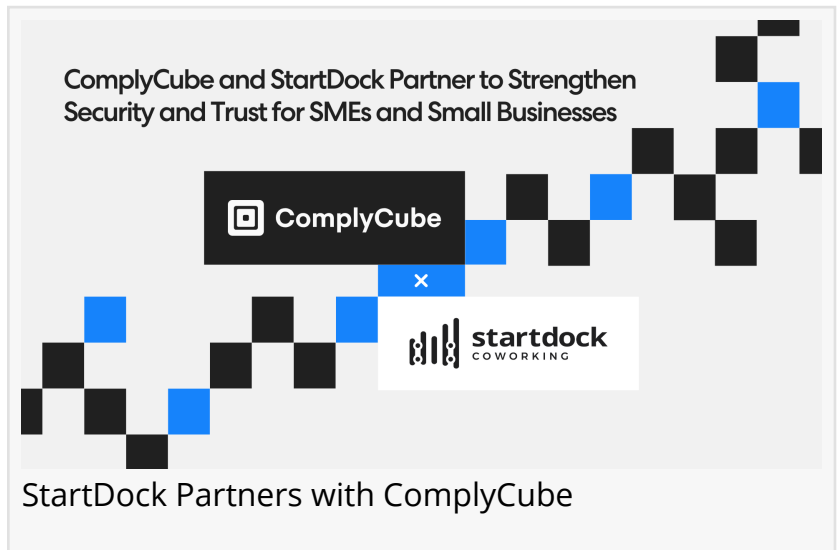 ComplyCube and StartDock Partner to Strengthen
Security and Trust for SMEs and Small Businesses
ComplyCube
×
startdock
COWORKING
StartDock Partners with ComplyCube